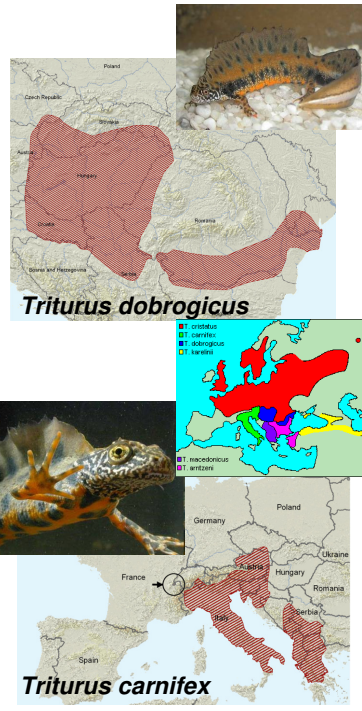 Poland
Czech Republic
Slovakia
Austria
Hungary
Romania
Croatia
Bosnia and Herzegovina
Serbia
Triturus dobrogicus
T. cristatus
T. carnifex
T. dobrogicus
T. karelinii
T. macedonicus
T. arntzeni
Poland
Germany
Ukraine
Austria
France
Hungary
Romania
Italy
Serbia
Spain
Triturus carnifex